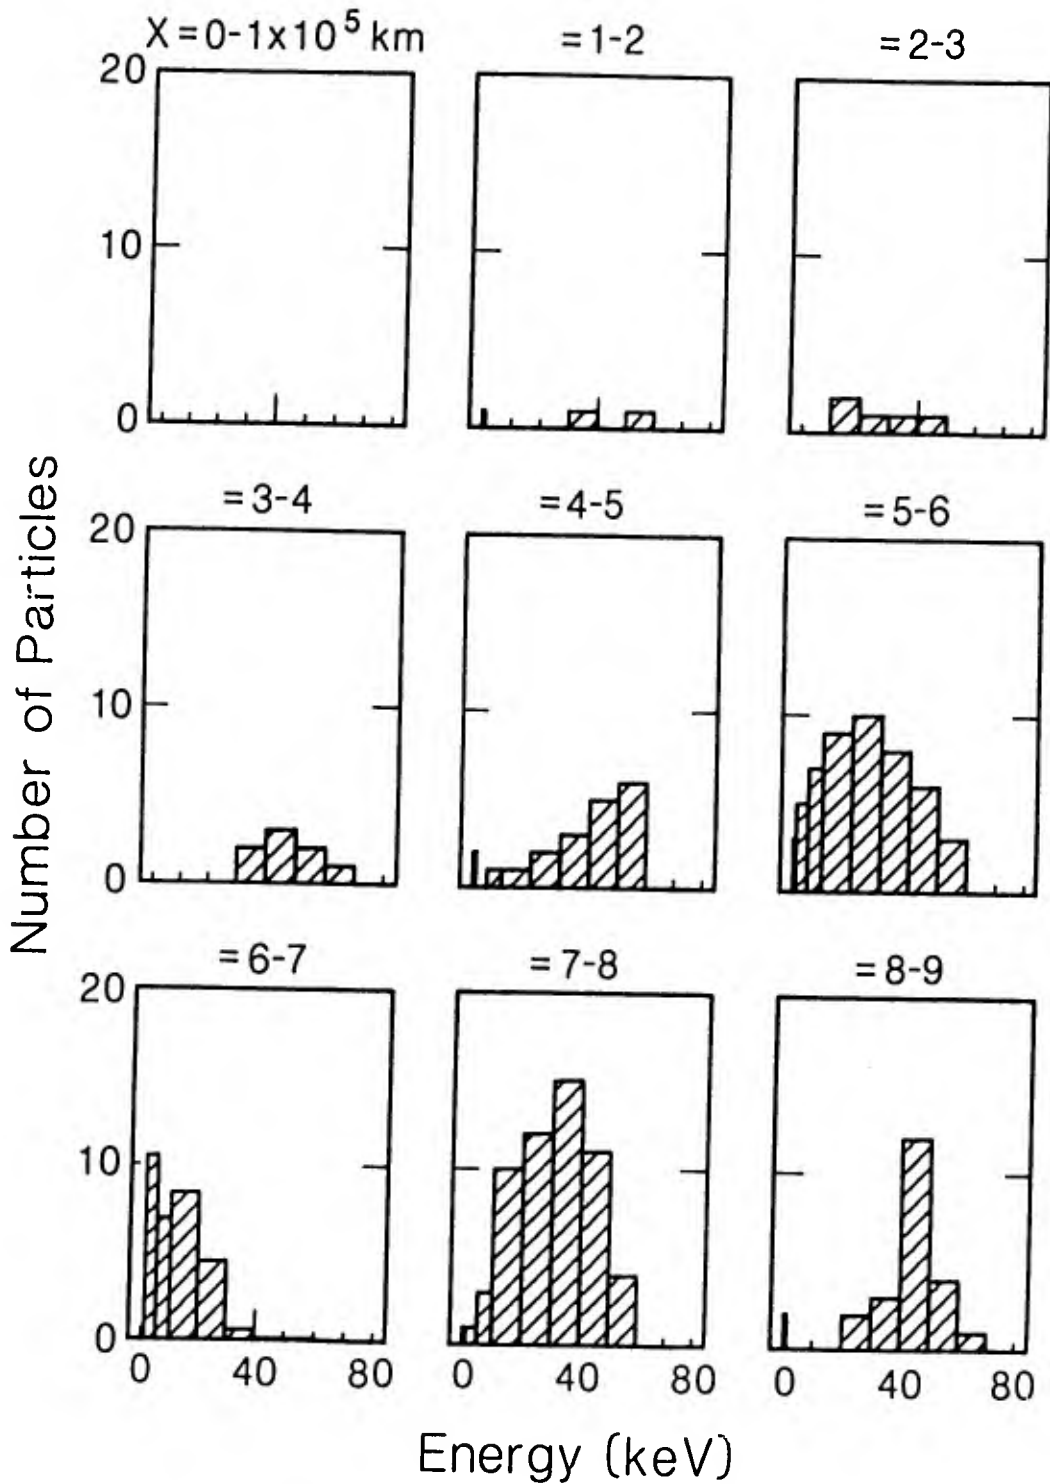 X=0-1x10⁵ km =1-2 =2-3
20
10
0
=3-4 =4-5 =5-6
20
10
0
=6-7 =7-8 =8-9
20
10
0
0 40 80 0 40 80 0 40 80
Number of Particles
Energy (keV)